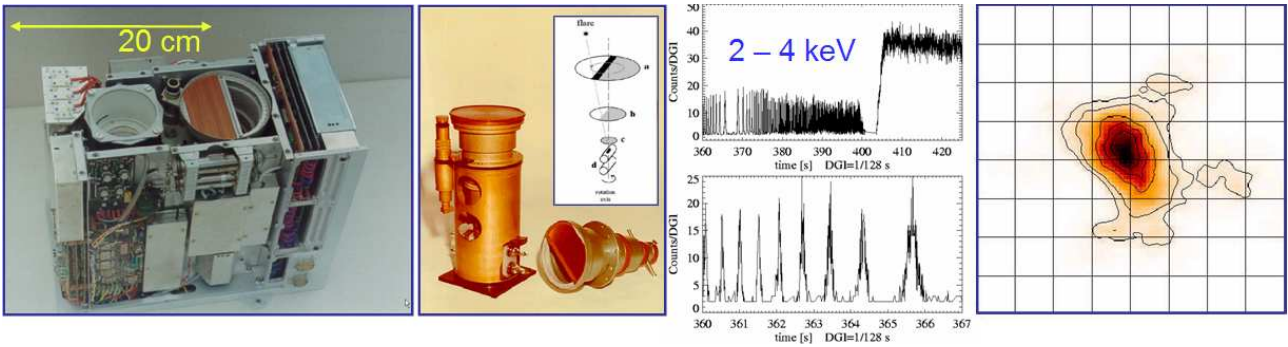 20 cm
flare
a
b
c
d
rotation
axis
2 – 4 keV
Counts/DGI
50
40
30
20
10
0
360 370 380 390 400 410 420
time [s] DGI=1/128 s
Counts/DGI
25
20
15
10
5
0
360 361 362 363 364 365 366 367
time [s] DGI=1/128 s